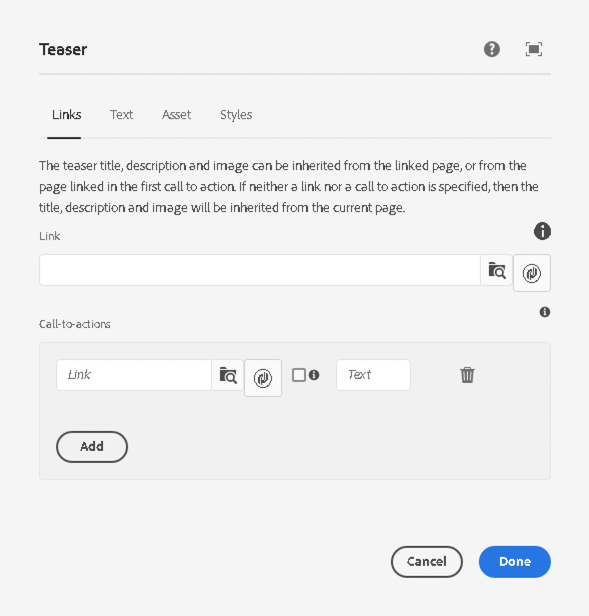 Teaser
Links Text Asset Styles
The teaser title, description and image can be inherited from the linked page, or from the
page linked in the first call to action. If neither a link nor a call to action is specified, then the
title, description and image will be inherited from the current page.
Link
Call-to-actions
Link Text
Add
Cancel Done